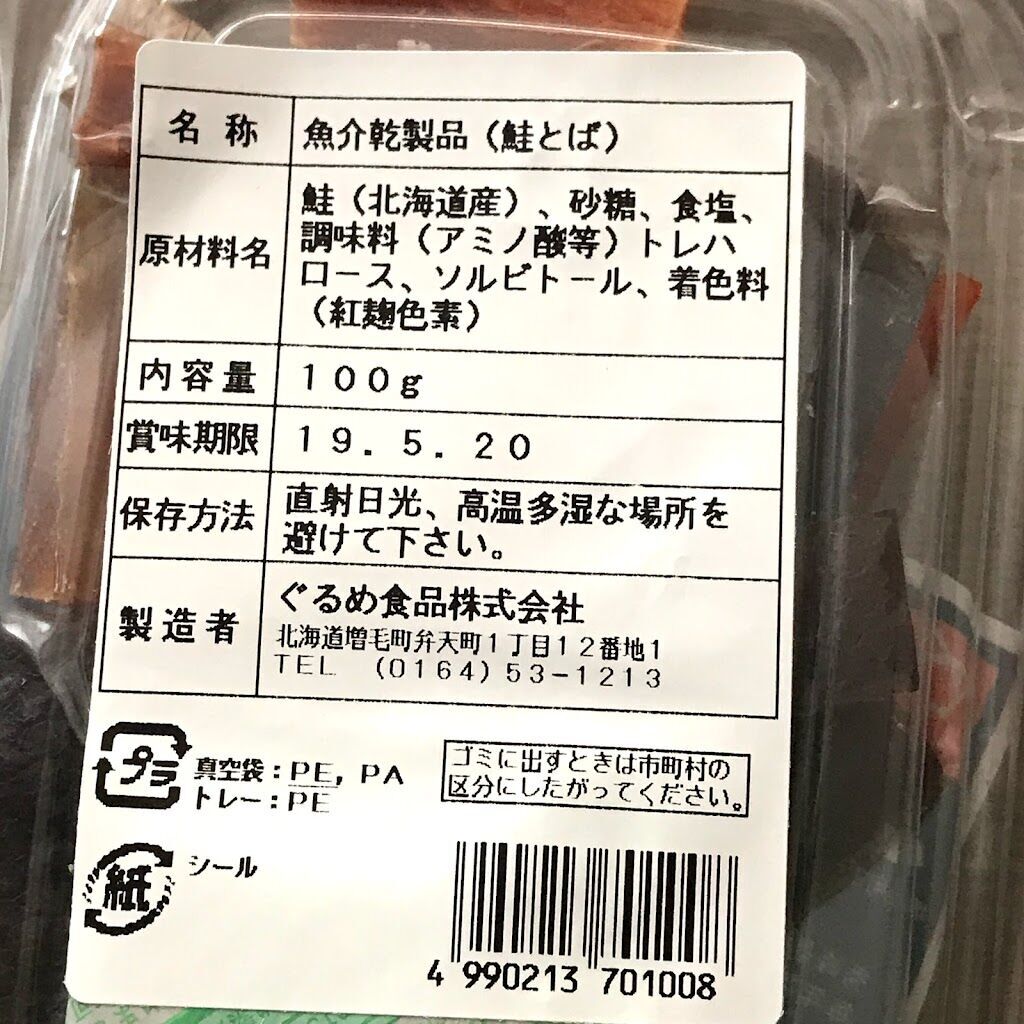 名称 魚介乾製品（鮭とば）
原材料名 鮭（北海道産）、砂糖、食塩、
調味料（アミノ酸等）トレハ
ロース、ソルビトール、着色料
（紅麹色素）
内容量 100g
賞味期限 19．5．20
保存方法 直射日光、高温多湿な場所を
避けて下さい。
製造者 ぐるめ食品株式会社
北海道増毛町弁天町1丁目12番地1
TEL （0164）53-1213
プラ 真空袋：PE，PA
トレー：PE
ゴミに出すときは市町村の
区分にしたがってください。
紙 シール
4 990213 701008